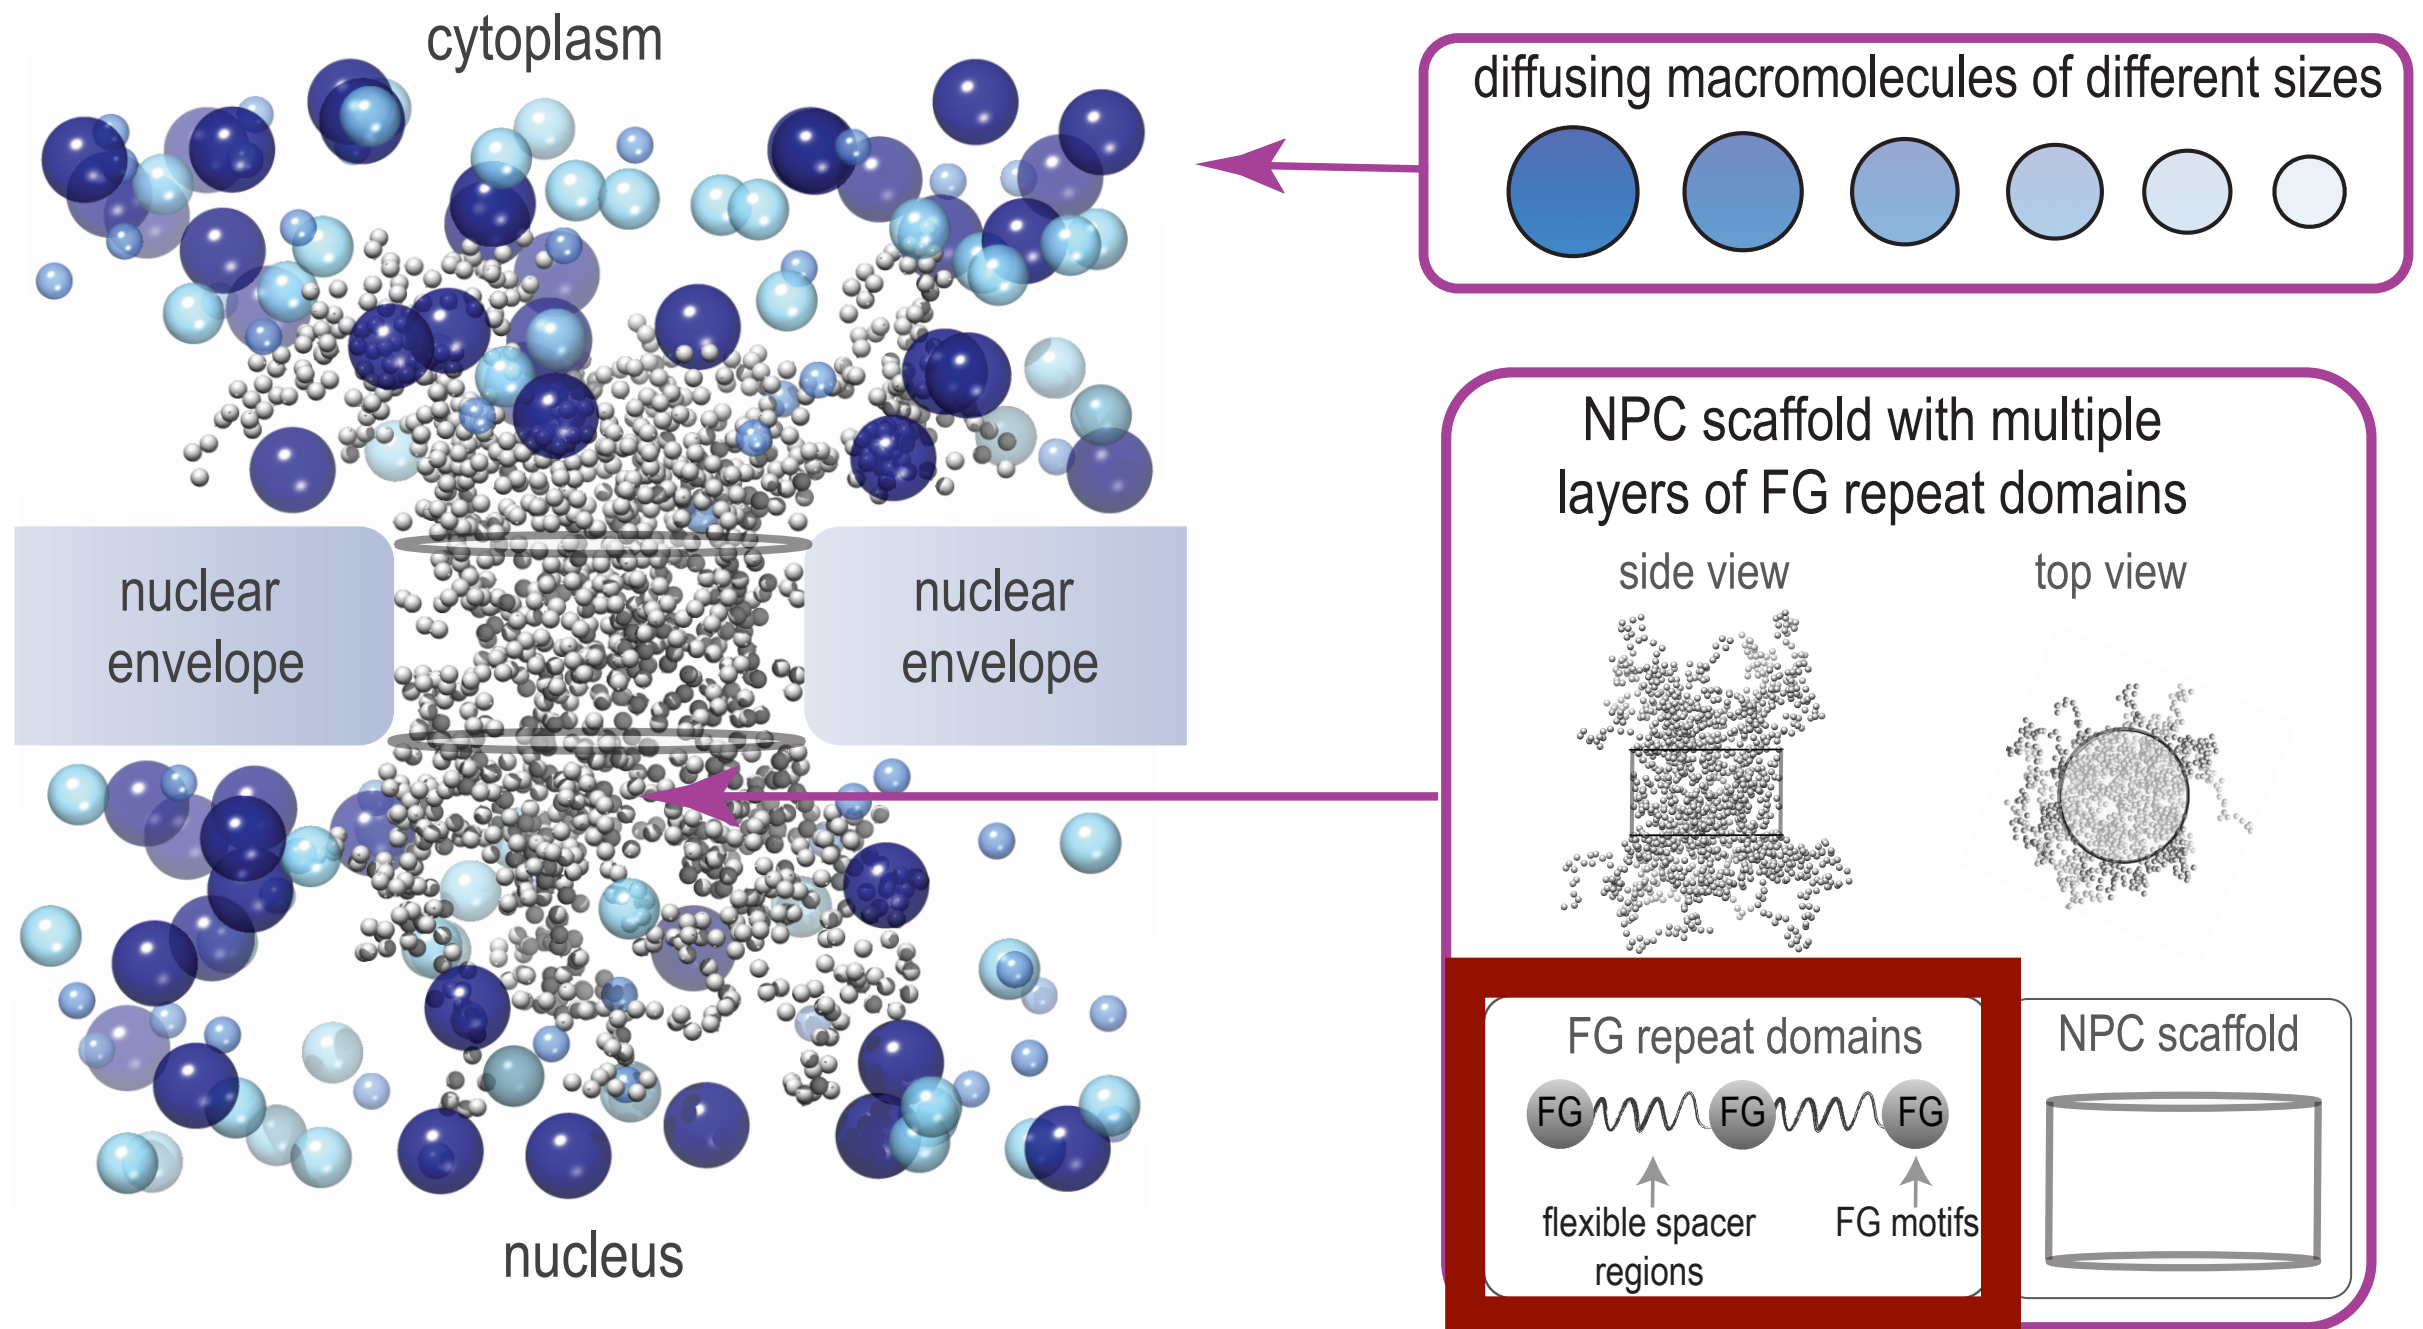 cytoplasm
diffusing macromolecules of different sizes
NPC scaffold with multiple
layers of FG repeat domains
side view
top view
nuclear
envelope
nuclear
envelope
FG repeat domains
FG FG FG
flexible spacer
regions
FG motifs
NPC scaffold
nucleus